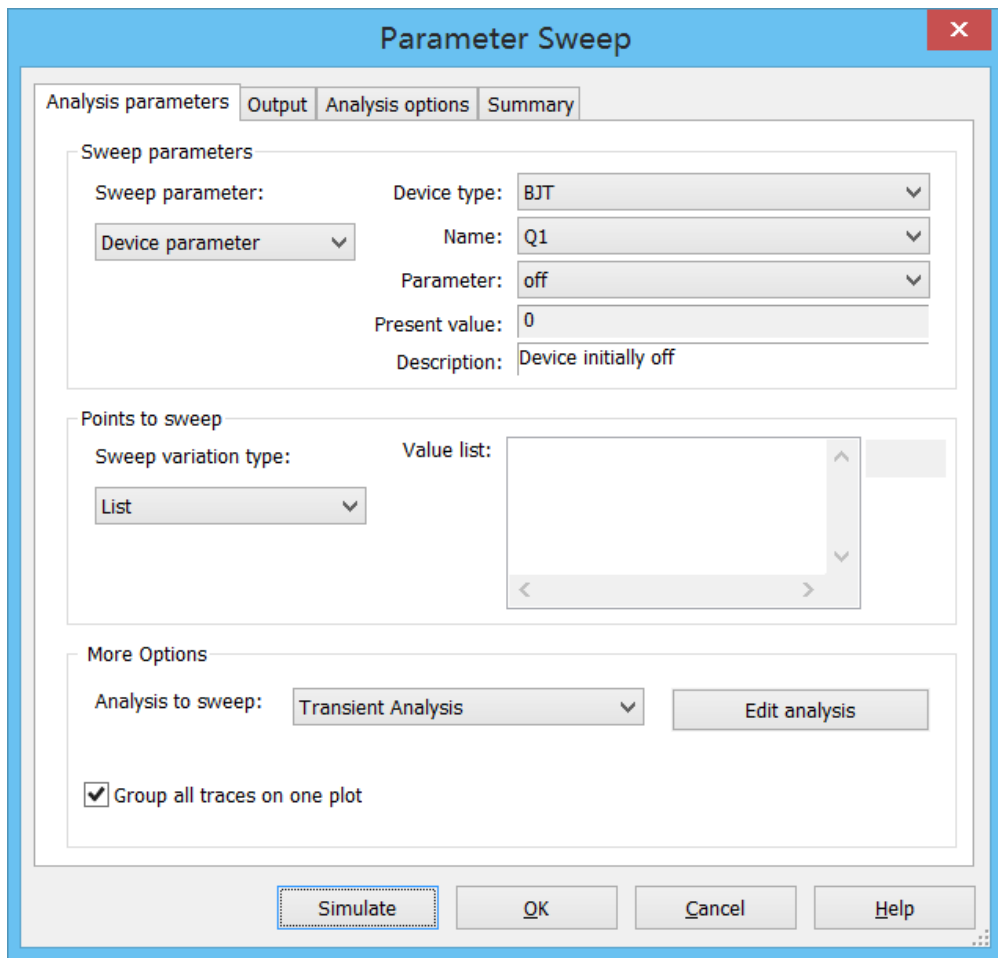 Parameter Sweep
Analysis parameters Output Analysis options Summary
Sweep parameters
Sweep parameter: Device type: BJT
Device parameter Name: Q1
Parameter: off
Present value: 0
Description: Device initially off
Points to sweep
Sweep variation type: Value list:
List
More Options
Analysis to sweep: Transient Analysis Edit analysis
Group all traces on one plot
Simulate OK Cancel Help